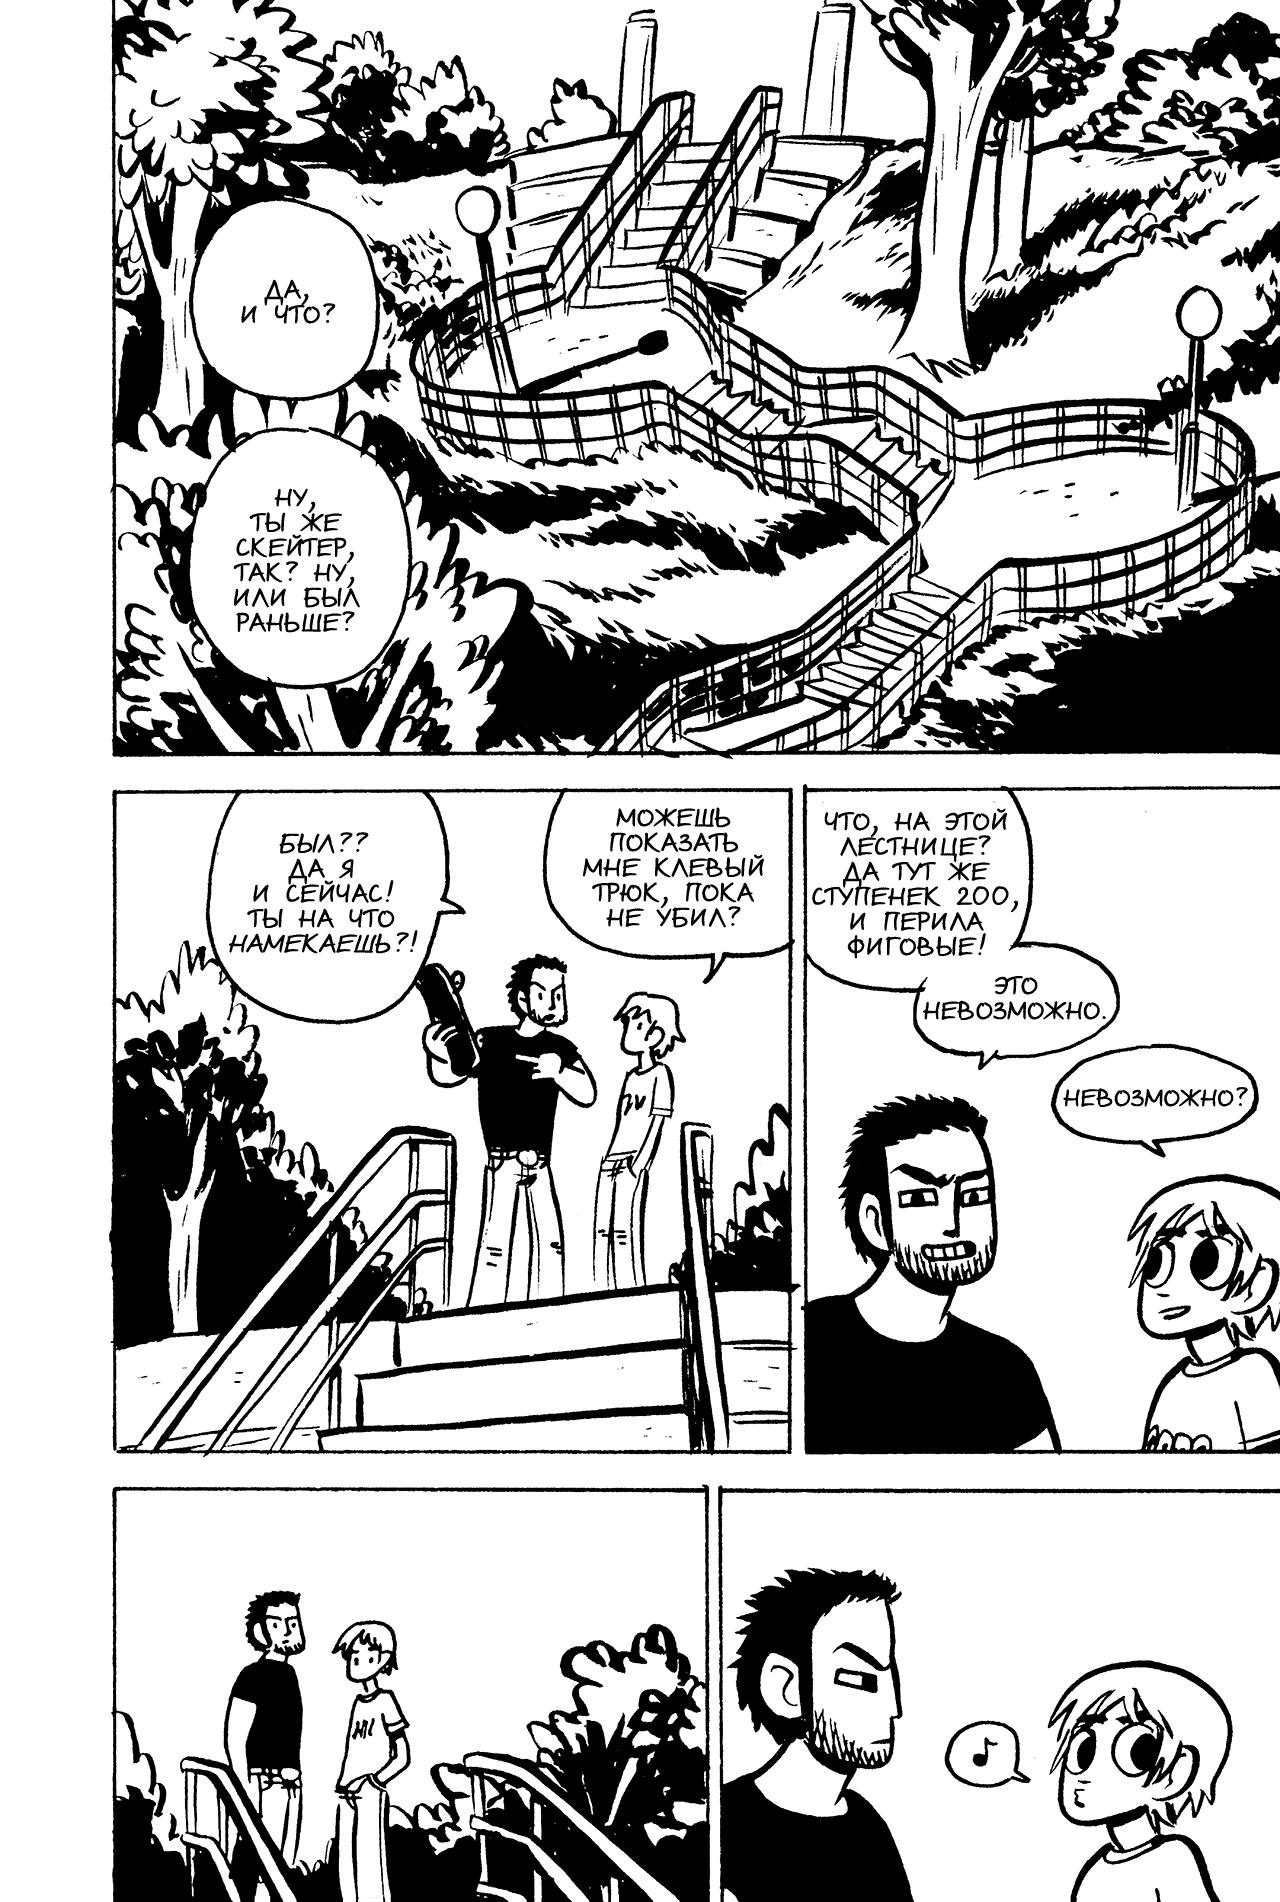 ДА,
И ЧТО?
НУ,
ТЫ ЖЕ
СКЕЙТЕР,
ТАК? НУ,
ИЛИ БЫЛ
РАНЬШЕ?
БЫЛ??
ДА Я
И СЕЙЧАС!
ТЫ НА ЧТО
НАМЕКАЕШЬ?!
МОЖЕШЬ
ПОКАЗАТЬ
МНЕ КЛЕВЫЙ
ТРЮК, ПОКА
НЕ УБИЛ?
ЧТО, НА ЭТОЙ
ЛЕСТНИЦЕ?
ДА ТУТ ЖЕ
СТУПЕНЕК 200,
И ПЕРИЛА
ФИГОВЫЕ!
ЭТО
НЕВОЗМОЖНО.
НЕВОЗМОЖНО?
♪